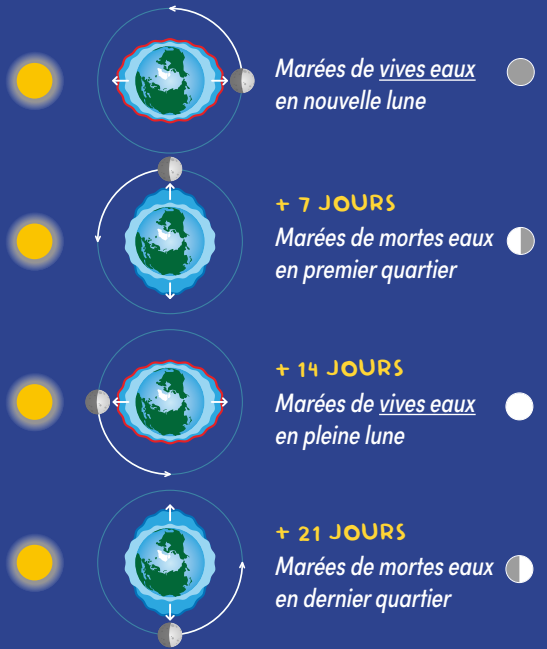 Marées de vives eaux
en nouvelle lune
+ 7 JOURS
Marées de mortes eaux
en premier quartier
+ 14 JOURS
Marées de vives eaux
en pleine lune
+ 21 JOURS
Marées de mortes eaux
en dernier quartier